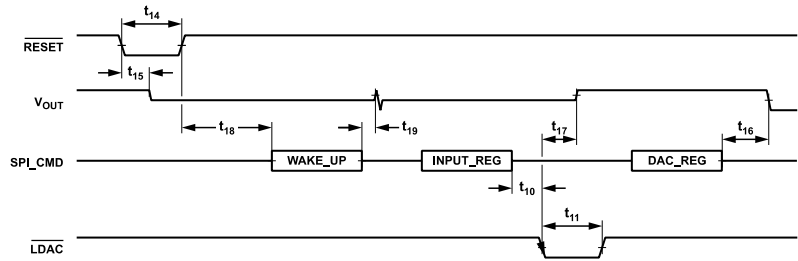 t14
RESET
t15
VOUT
t18
t19
t17
t16
SPI_CMD
WAKE_UP
INPUT_REG
DAC_REG
t10
t11
LDAC